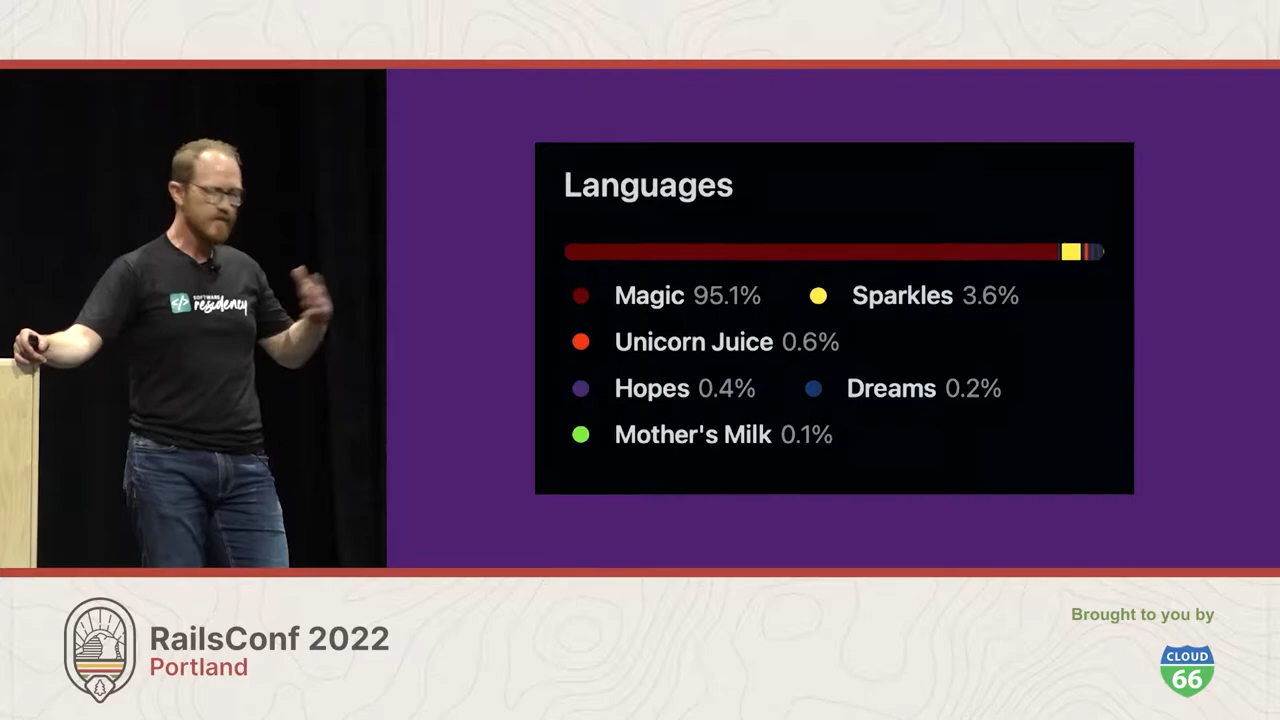 </> SOFTWARE
residency
Languages
Magic 95.1% Sparkles 3.6%
Unicorn Juice 0.6%
Hopes 0.4% Dreams 0.2%
Mother's Milk 0.1%
RailsConf 2022
Portland
Brought to you by
CLOUD
66